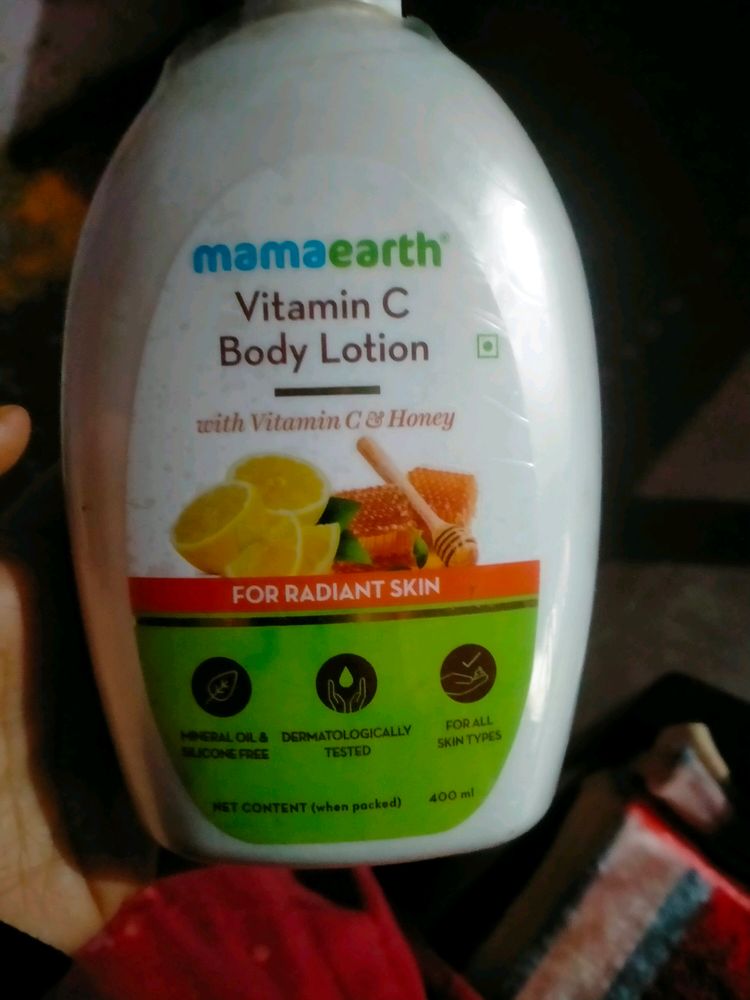 mamaearth®
Vitamin C
Body Lotion
with Vitamin C & Honey
FOR RADIANT SKIN
MINERAL OIL &
SILICONE FREE
DERMATOLOGICALLY
TESTED
FOR ALL
SKIN TYPES
NET CONTENT (when packed) 400 ml